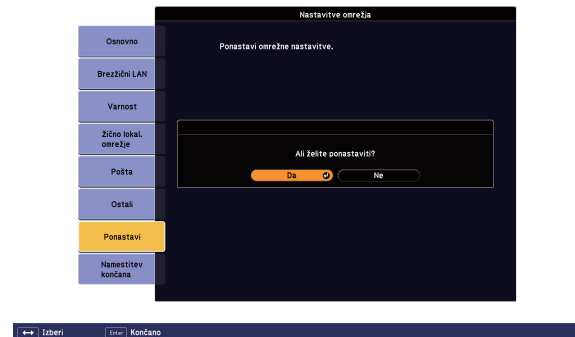 Nastavitve omrežja
Osnovno
Ponastavi omrežne nastavitve.
Brezžični LAN
Varnost
Žično lokal.
omrežje
Ali želite ponastaviti?
Pošta
Da
Ne
Ostali
Ponastavi
Namestitev
končana
Izberi
Enter Končano